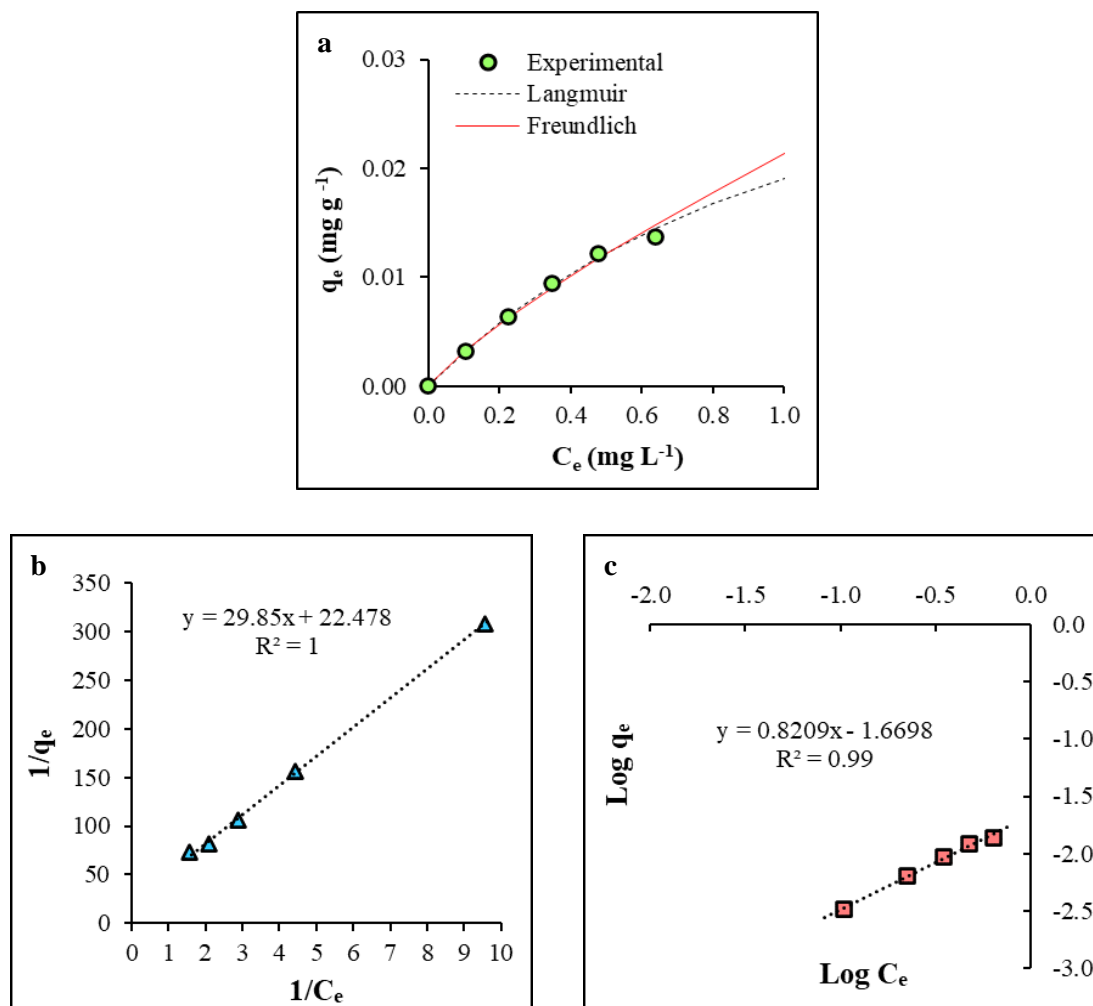 a
Experimental
Langmuir
Freundlich
0.03
0.02
0.01
0.00
qₑ (mg g ⁻¹)
0.0 0.2 0.4 0.6 0.8 1.0
Cₑ (mg L⁻¹)
b
350
300
250
200
150
100
50
0
y = 29.85x + 22.478
R² = 1
1/qₑ
0 1 2 3 4 5 6 7 8 9 10
1/Cₑ
c
-2.0 -1.5 -1.0 -0.5 0.0
0.0
-0.5
-1.0
-1.5
-2.0
-2.5
-3.0
y = 0.8209x - 1.6698
R² = 0.99
Log qₑ
Log Cₑ